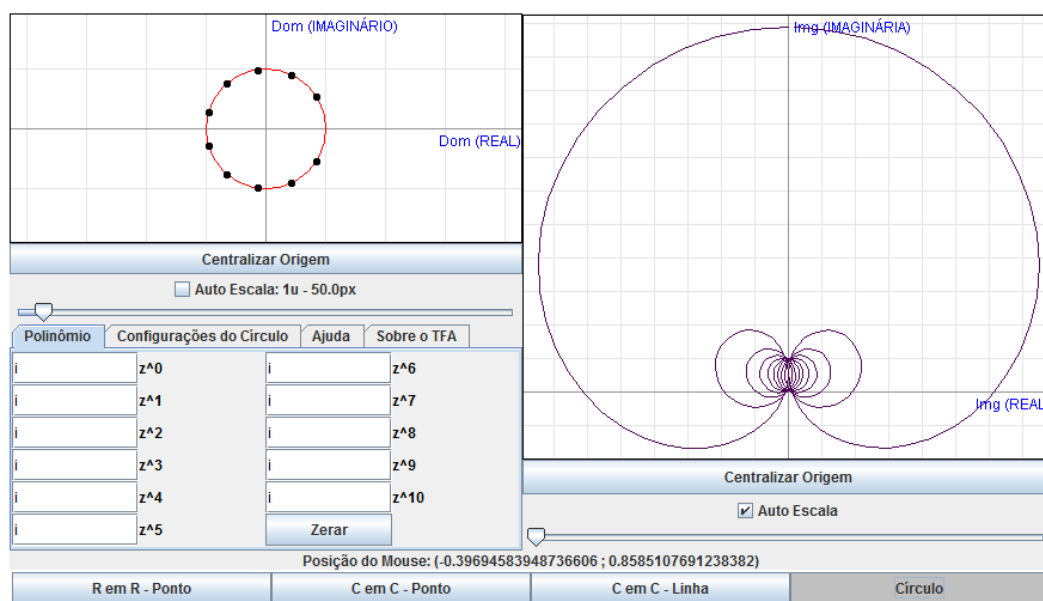 Dom (IMAGINÁRIO)
Dom (REAL)
Img (IMAGINÁRIA)
Img (REAL
Centralizar Origem
Auto Escala: 1u - 50.0px
Polinômio Configurações do Círculo Ajuda Sobre o TFA
i z^0 i z^6
i z^1 i z^7
i z^2 i z^8
i z^3 i z^9
i z^4 i z^10
i z^5 Zerar
Centralizar Origem
Auto Escala
Posição do Mouse: (-0.39694583948736606 ; 0.8585107691238382)
R em R - Ponto C em C - Ponto C em C - Linha Círculo